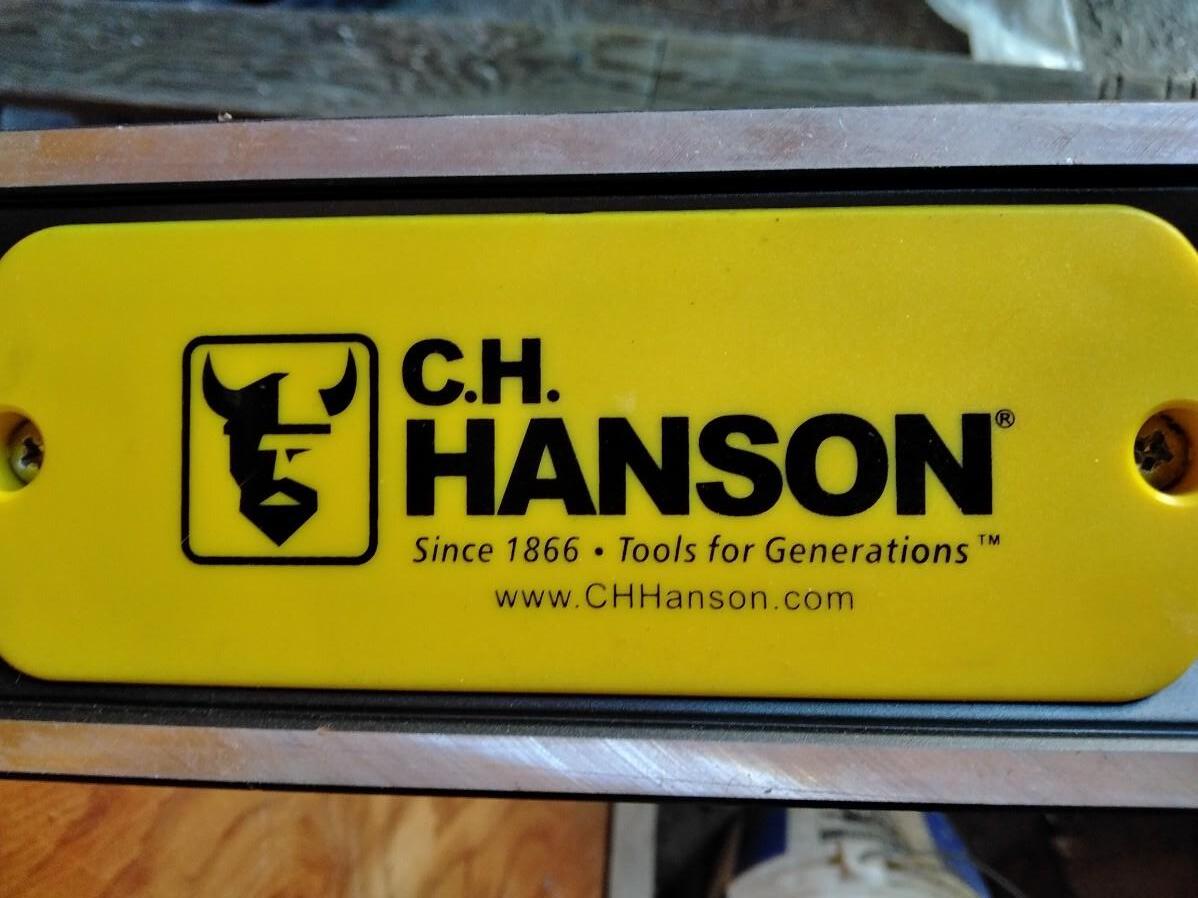 C.H.
HANSON®
Since 1866 • Tools for Generations™
www.CHHanson.com